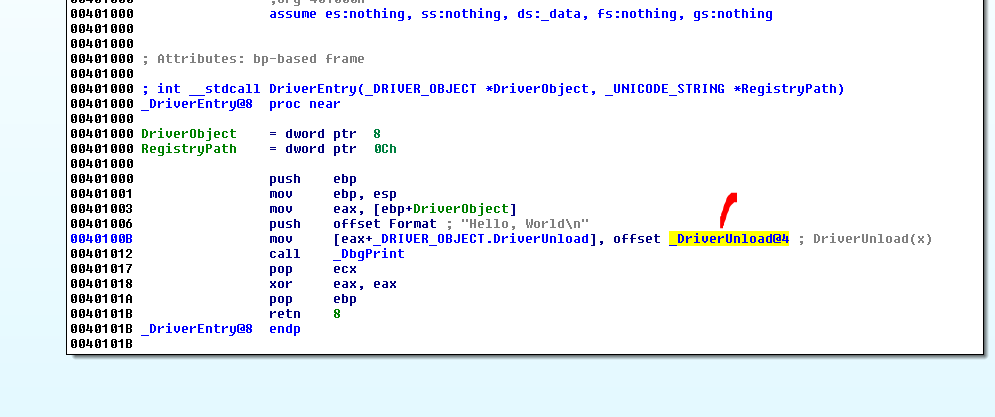 00401000 ;org 401000h
00401000 assume es:nothing, ss:nothing, ds:_data, fs:nothing, gs:nothing
00401000
00401000
00401000 ; Attributes: bp-based frame
00401000
00401000 ; int __stdcall DriverEntry(_DRIVER_OBJECT *DriverObject, _UNICODE_STRING *RegistryPath)
00401000 _DriverEntry@8 proc near
00401000
00401000 DriverObject = dword ptr 8
00401000 RegistryPath = dword ptr 0Ch
00401000
00401000 push ebp
00401001 mov ebp, esp
00401003 mov eax, [ebp+DriverObject]
00401006 push offset Format ; "Hello, World\n"
0040100B mov [eax+_DRIVER_OBJECT.DriverUnload], offset _DriverUnload@4 ; DriverUnload(x)
00401012 call _DbgPrint
00401017 pop ecx
00401018 xor eax, eax
0040101A pop ebp
0040101B retn 8
0040101B _DriverEntry@8 endp
0040101B